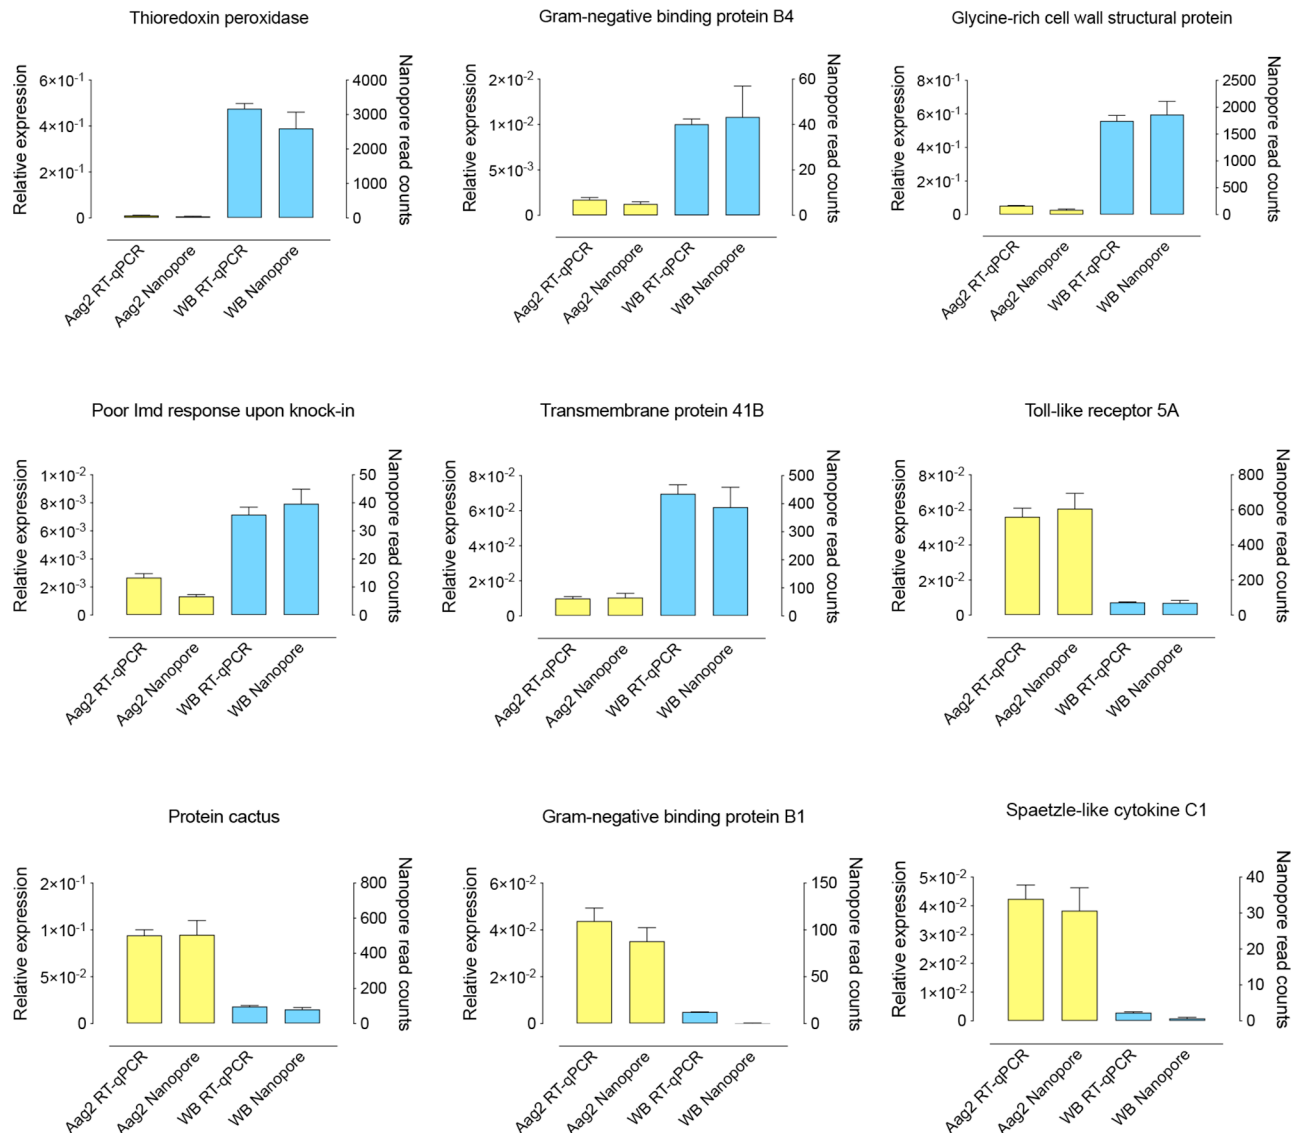 Thioredoxin peroxidase
Relative expression
6×10⁻¹
4×10⁻¹
2×10⁻¹
0
4000
3000
2000
1000
0
Nanopore read counts
Aag2 RT-qPCR
Aag2 Nanopore
WB RT-qPCR
WB Nanopore
Gram-negative binding protein B4
Relative expression
2×10⁻²
1×10⁻²
5×10⁻³
0
60
40
20
0
Nanopore read counts
Aag2 RT-qPCR
Aag2 Nanopore
WB RT-qPCR
WB Nanopore
Glycine-rich cell wall structural protein
Relative expression
8×10⁻¹
6×10⁻¹
4×10⁻¹
2×10⁻¹
0
2500
2000
1500
1000
500
0
Nanopore read counts
Aag2 RT-qPCR
Aag2 Nanopore
WB RT-qPCR
WB Nanopore
Poor Imd response upon knock-in
Relative expression
1×10⁻²
8×10⁻³
6×10⁻³
4×10⁻³
2×10⁻³
0
50
40
30
20
10
0
Nanopore read counts
Aag2 RT-qPCR
Aag2 Nanopore
WB RT-qPCR
WB Nanopore
Transmembrane protein 41B
Relative expression
8×10⁻²
6×10⁻²
4×10⁻²
2×10⁻²
0
500
400
300
200
100
0
Nanopore read counts
Aag2 RT-qPCR
Aag2 Nanopore
WB RT-qPCR
WB Nanopore
Toll-like receptor 5A
Relative expression
8×10⁻²
6×10⁻²
4×10⁻²
2×10⁻²
0
800
600
400
200
0
Nanopore read counts
Aag2 RT-qPCR
Aag2 Nanopore
WB RT-qPCR
WB Nanopore
Protein cactus
Relative expression
2×10⁻¹
1×10⁻¹
5×10⁻²
0
800
600
400
200
0
Nanopore read counts
Aag2 RT-qPCR
Aag2 Nanopore
WB RT-qPCR
WB Nanopore
Gram-negative binding protein B1
Relative expression
6×10⁻²
4×10⁻²
2×10⁻²
0
150
100
50
0
Nanopore read counts
Aag2 RT-qPCR
Aag2 Nanopore
WB RT-qPCR
WB Nanopore
Spaetzle-like cytokine C1
Relative expression
5×10⁻²
4×10⁻²
3×10⁻²
2×10⁻²
1×10⁻²
0
40
30
20
10
0
Nanopore read counts
Aag2 RT-qPCR
Aag2 Nanopore
WB RT-qPCR
WB Nanopore